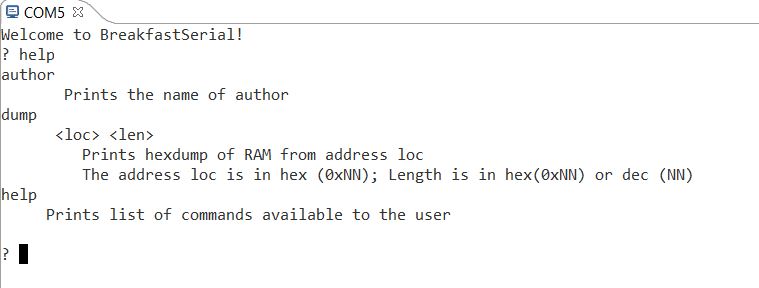 COM5
Welcome to BreakfastSerial!
? help
author
Prints the name of author
dump
<loc> <len>
Prints hexdump of RAM from address loc
The address loc is in hex (0xNN); Length is in hex(0xNN) or dec (NN)
help
Prints list of commands available to the user
?